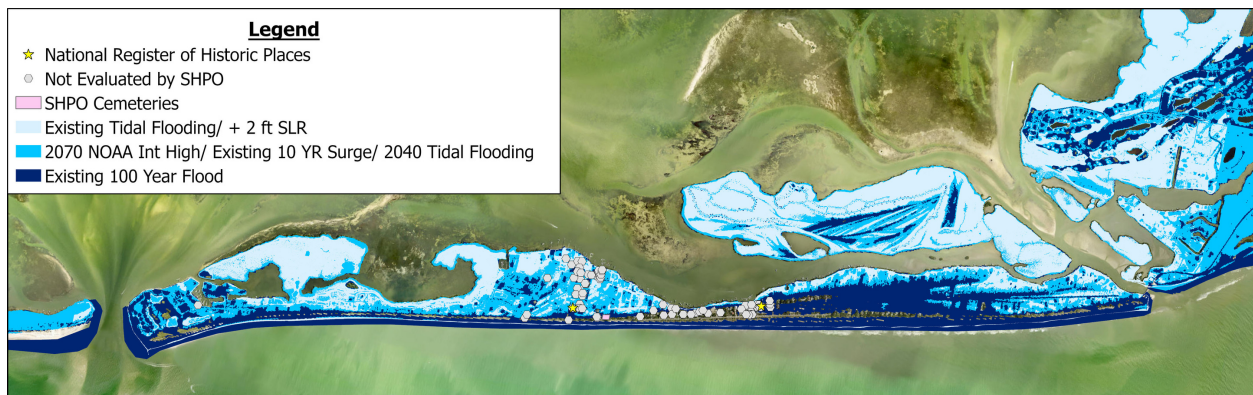 Legend
National Register of Historic Places
Not Evaluated by SHPO
SHPO Cemeteries
Existing Tidal Flooding/ + 2 ft SLR
2070 NOAA Int High/ Existing 10 YR Surge/ 2040 Tidal Flooding
Existing 100 Year Flood